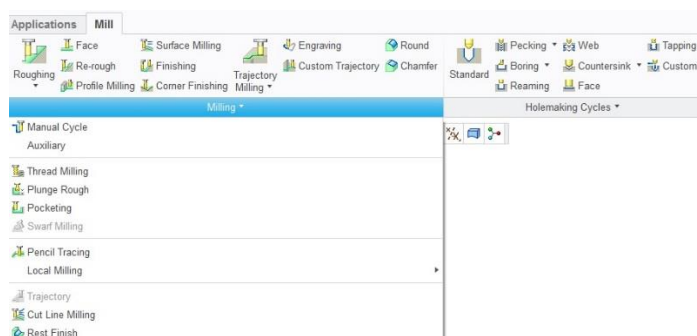 Applications Mill
Face Surface Milling Engraving Round Pecking Web Tapping
Re-rough Finishing Custom Trajectory Chamfer Boring Countersink Custom
Roughing Profile Milling Corner Finishing Trajectory Milling Standard Reaming Face
Milling Holemaking Cycles
Manual Cycle
Auxiliary
Thread Milling
Plunge Rough
Pocketing
Swarf Milling
Pencil Tracing
Local Milling
Trajectory
Cut Line Milling
Rest Finish